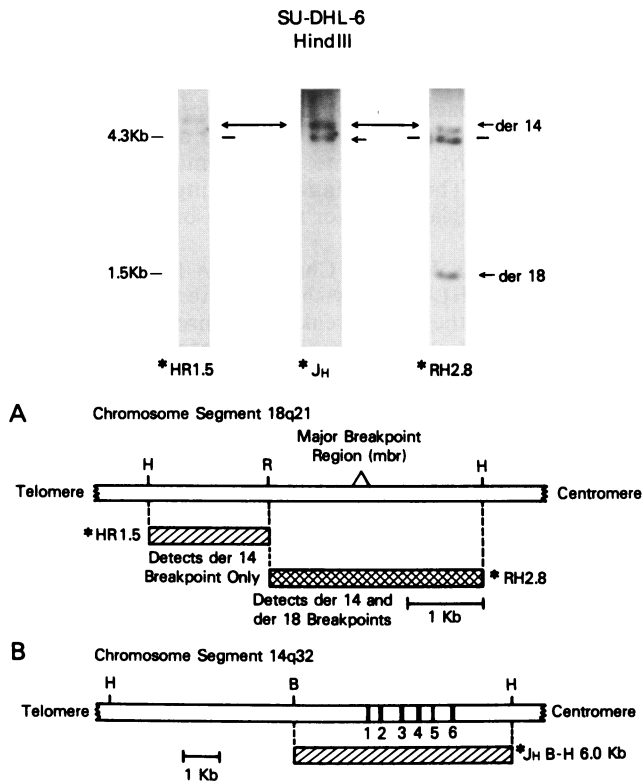 SU-DHL-6
HindIII
4.3Kb
der 14
1.5Kb
der 18
*HR1.5
*JH
*RH2.8
A
Chromosome Segment 18q21
Major Breakpoint
Region (mbr)
H R H
Telomere
Centromere
*HR1.5
Detects der 14
Breakpoint Only
*RH2.8
Detects der 14 and
der 18 Breakpoints
1 Kb
B
Chromosome Segment 14q32
H B H
Telomere
Centromere
1 2 3 4 5 6
1 Kb
*JH B-H 6.0 Kb